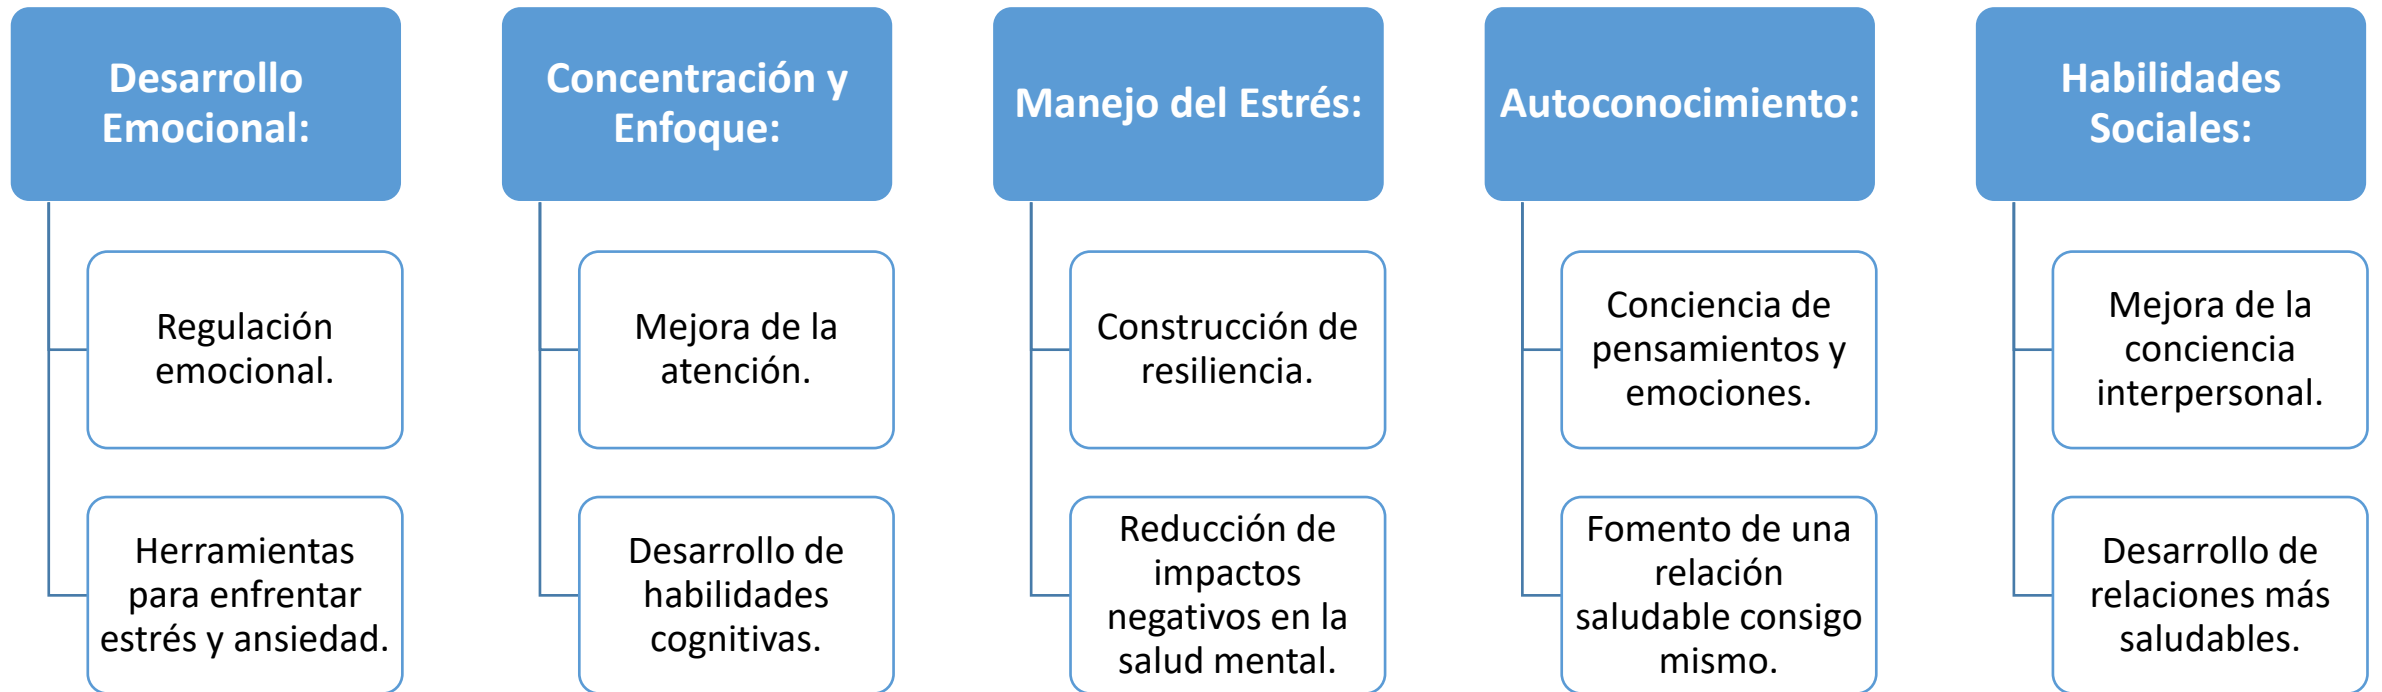 Desarrollo
Emocional:
Regulación
emocional.
Herramientas
para enfrentar
estrés y ansiedad.
Concentración y
Enfoque:
Mejora de la
atención.
Desarrollo de
habilidades
cognitivas.
Manejo del Estrés:
Construcción de
resiliencia.
Reducción de
impactos
negativos en la
salud mental.
Autoconocimiento:
Conciencia de
pensamientos y
emociones.
Fomento de una
relación
saludable consigo
mismo.
Habilidades
Sociales:
Mejora de la
conciencia
interpersonal.
Desarrollo de
relaciones más
saludables.